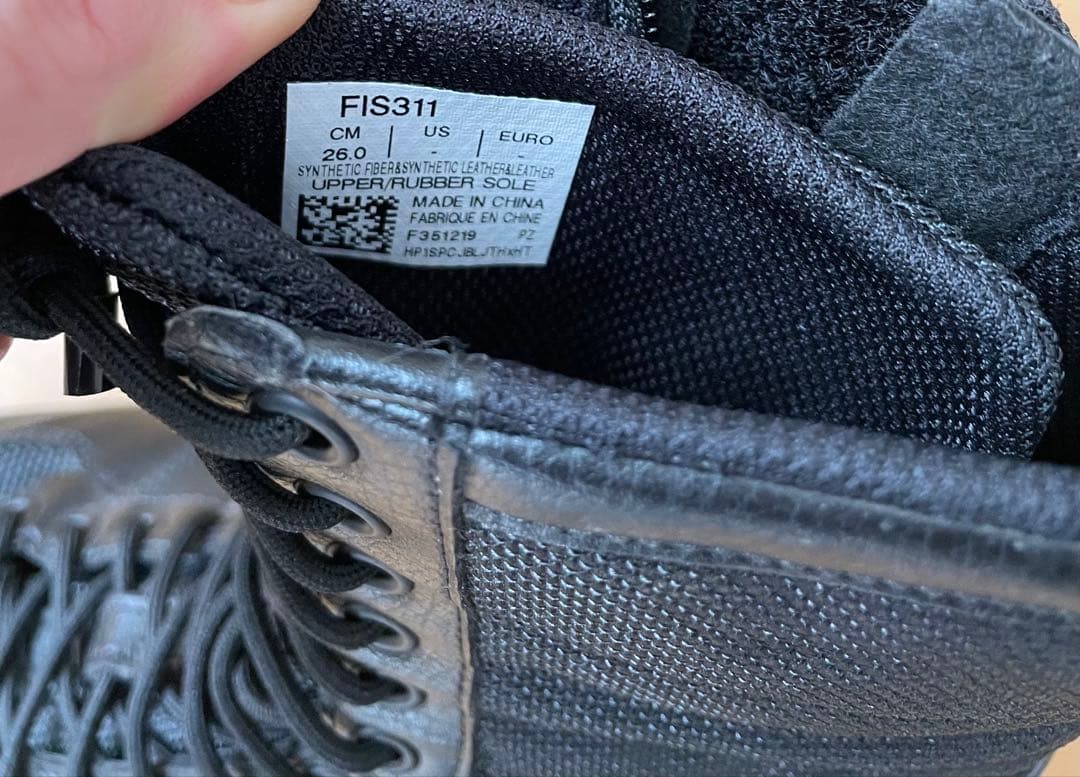 FIS311
CM | US | EURO
26.0 | - | -
SYNTHETIC FIBER&SYNTHETIC LEATHER&LEATHER
UPPER/RUBBER SOLE
MADE IN CHINA
FABRIQUE EN CHINE
F351219 PZ